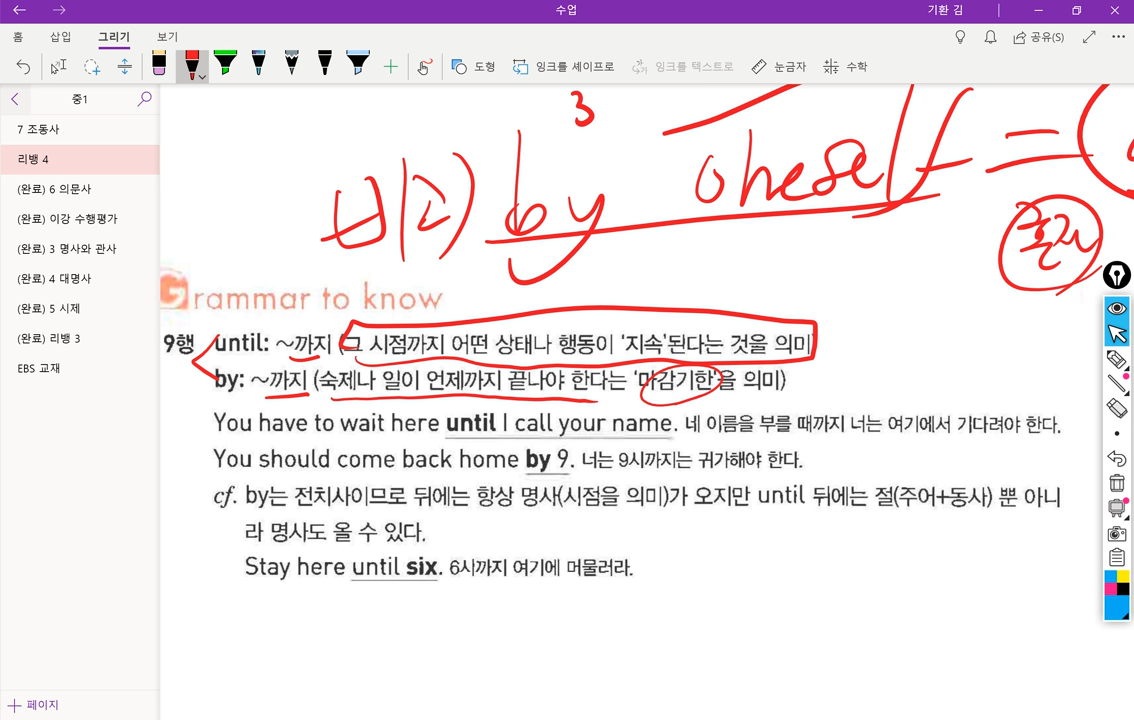 수업
기환 김
홈 삽입 그리기 보기
공유(S)
도형 잉크를 셰이프로 잉크를 텍스트로 눈금자 수학
중1
7 조동사
리뱅 4
(완료) 6 의문사
(완료) 이강 수행평가
(완료) 3 명사와 관사
(완료) 4 대명사
(완료) 5 시제
(완료) 리뱅 3
EBS 교재
페이지
3
by oneself =
혼자
Grammar to know
9행 until: ~까지 (그 시점까지 어떤 상태나 행동이 '지속'된다는 것을 의미
by: ~까지 (숙제나 일이 언제까지 끝나야 한다는 '마감기한'을 의미)
You have to wait here until I call your name. 네 이름을 부를 때까지 너는 여기에서 기다려야 한다.
You should come back home by 9. 너는 9시까지는 귀가해야 한다.
cf. by는 전치사이므로 뒤에는 항상 명사(시점을 의미)가 오지만 until 뒤에는 절(주어+동사) 뿐 아니
라 명사도 올 수 있다.
Stay here until six. 6시까지 여기에 머물러라.